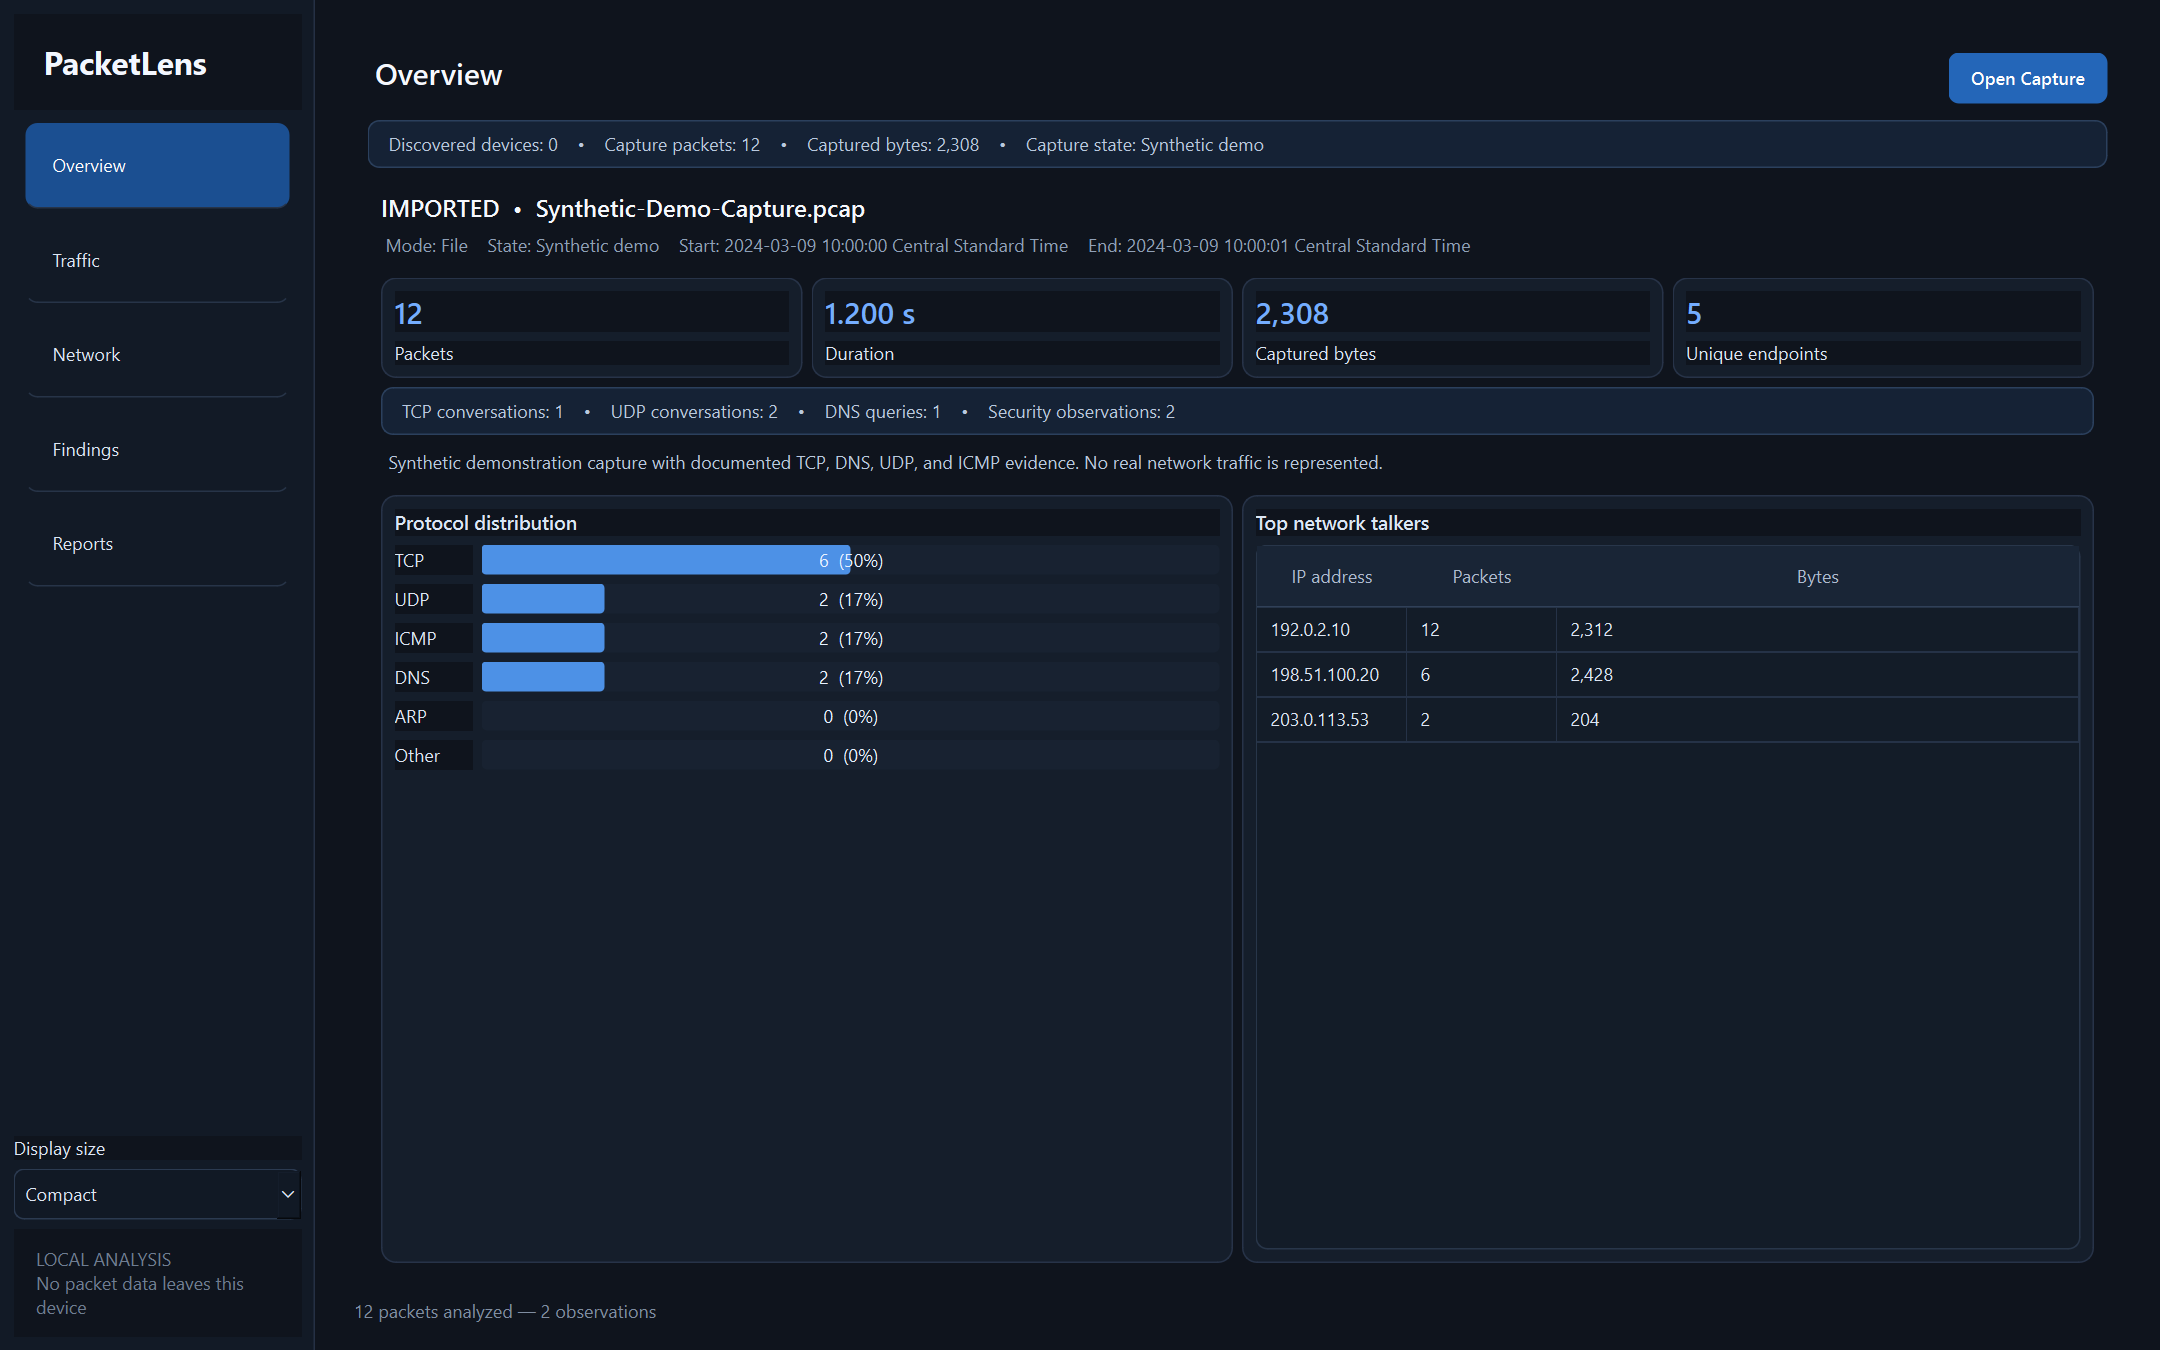 PacketLens
Overview
Traffic
Network
Findings
Reports
Display size
Compact
LOCAL ANALYSIS
No packet data leaves this
device
Overview
Open Capture
Discovered devices: 0 • Capture packets: 12 • Captured bytes: 2,308 • Capture state: Synthetic demo
IMPORTED • Synthetic-Demo-Capture.pcap
Mode: File State: Synthetic demo Start: 2024-03-09 10:00:00 Central Standard Time End: 2024-03-09 10:00:01 Central Standard Time
12
Packets
1.200 s
Duration
2,308
Captured bytes
5
Unique endpoints
TCP conversations: 1 • UDP conversations: 2 • DNS queries: 1 • Security observations: 2
Synthetic demonstration capture with documented TCP, DNS, UDP, and ICMP evidence. No real network traffic is represented.
Protocol distribution
TCP 6 (50%)
UDP 2 (17%)
ICMP 2 (17%)
DNS 2 (17%)
ARP 0 (0%)
Other 0 (0%)
Top network talkers
IP address Packets Bytes
192.0.2.10 12 2,312
198.51.100.20 6 2,428
203.0.113.53 2 204
12 packets analyzed — 2 observations